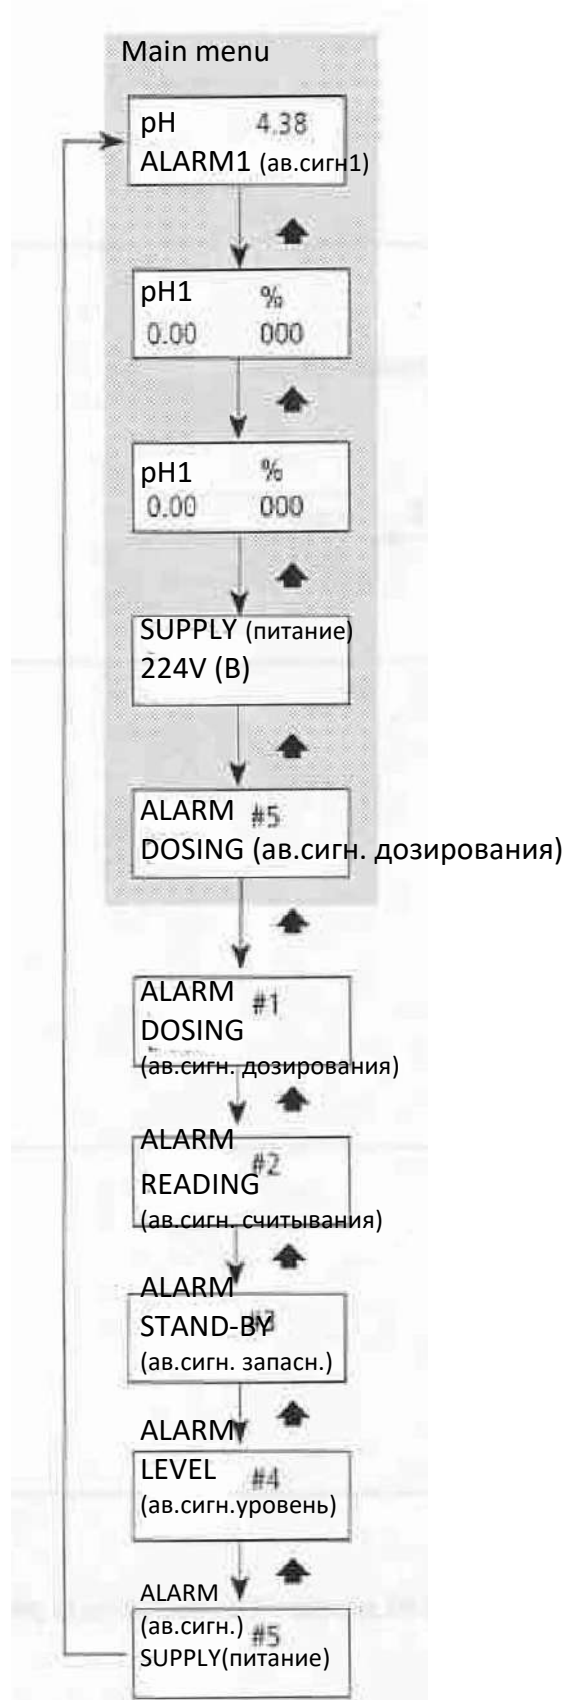 Main menu
pH 4.38
ALARM1 (ав.сигн1)
pH1 %
0.00 000
pH1 %
0.00 000
SUPPLY (питание)
224V (В)
ALARM #5
DOSING (ав.сигн. дозирования)
ALARM #1
DOSING
(ав.сигн. дозирования)
ALARM #2
READING
(ав.сигн. считывания)
ALARM
STAND-BY #3
(ав.сигн. запасн.)
ALARM
LEVEL #4
(ав.сигн.уровень)
ALARM
(ав.сигн.) #5
SUPPLY(питание)